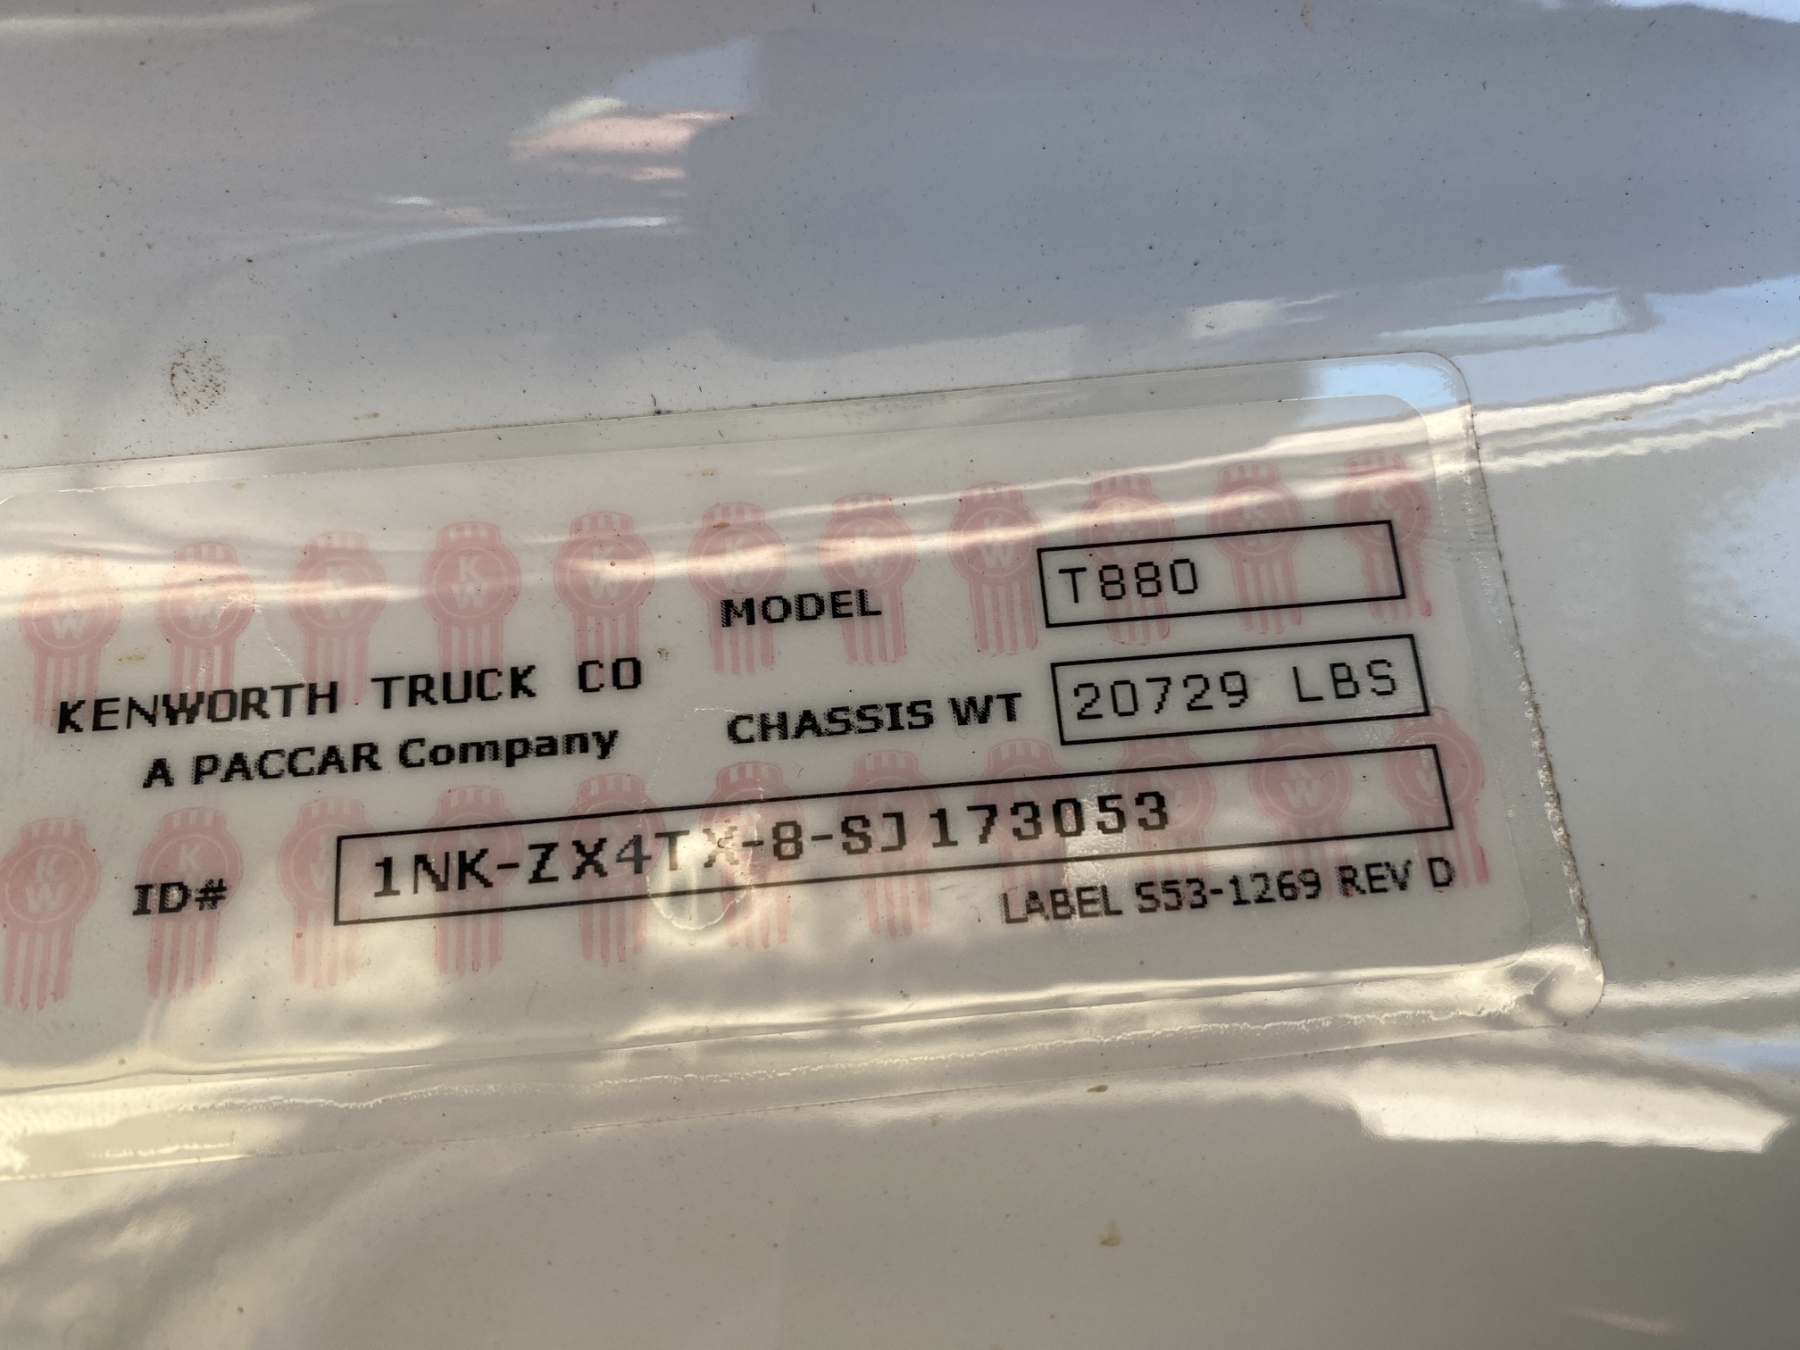 MODEL T880
KENWORTH TRUCK CO
A PACCAR Company
CHASSIS WT 20729 LBS
ID# 1NK-ZX4TX-8-SJ173053
LABEL S53-1269 REV D
KW